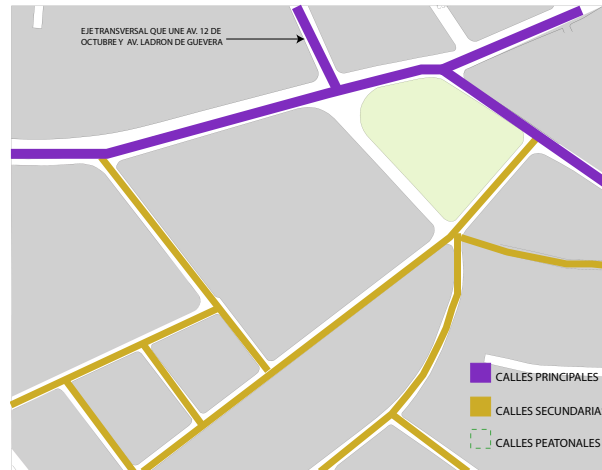 EJE TRANSVERSAL QUE UNE AV. 12 DE
OCTUBRE Y AV. LADRON DE GUEVERA
CALLES PRINCIPALES
CALLES SECUNDARIA
CALLES PEATONALES